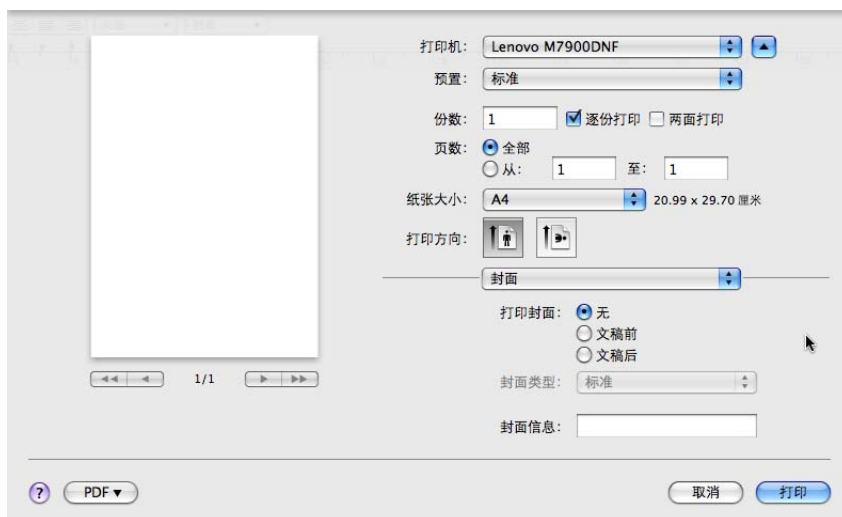 打印机: Lenovo M7900DNF
预置: 标准
份数: 1 逐份打印 两面打印
页数: 全部
从: 1 至: 1
纸张大小: A4 20.99 x 29.70 厘米
打印方向:
封面
打印封面: 无
文稿前
文稿后
封面类型: 标准
封面信息:
1/1
? PDF▼ 取消 打印